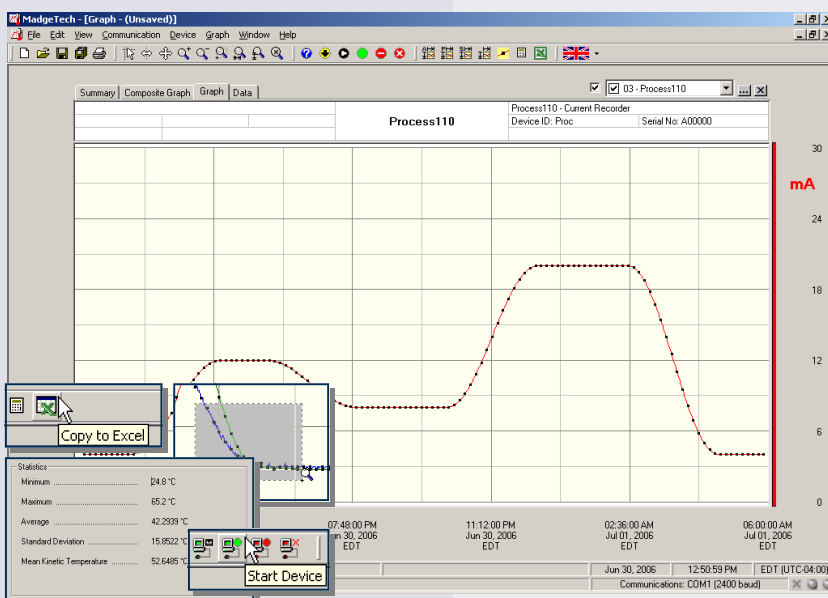 MadgeTech - [Graph - (Unsaved)]
File Edit View Communication Device Graph Window Help
Summary Composite Graph Graph Data
03 - Process110
Process110
Process110 - Current Recorder
Device ID: Proc Serial No: A00000
30
mA
24
18
12
6
0
Copy to Excel
Statistics
Minimum 24.8 °C
Maximum 65.2 °C
Average 42.2939 °C
Standard Deviation 15.8522 °C
Mean Kinetic Temperature 52.6485 °C
Start Device
07:48:00 PM
Jun 30, 2006
EDT
11:12:00 PM
Jun 30, 2006
EDT
02:36:00 AM
Jul 01, 2006
EDT
06:00:00 AM
Jul 01, 2006
EDT
Jun 30, 2006 12:50:59 PM EDT (UTC-04:00)
Communications: COM1 (2400 baud)